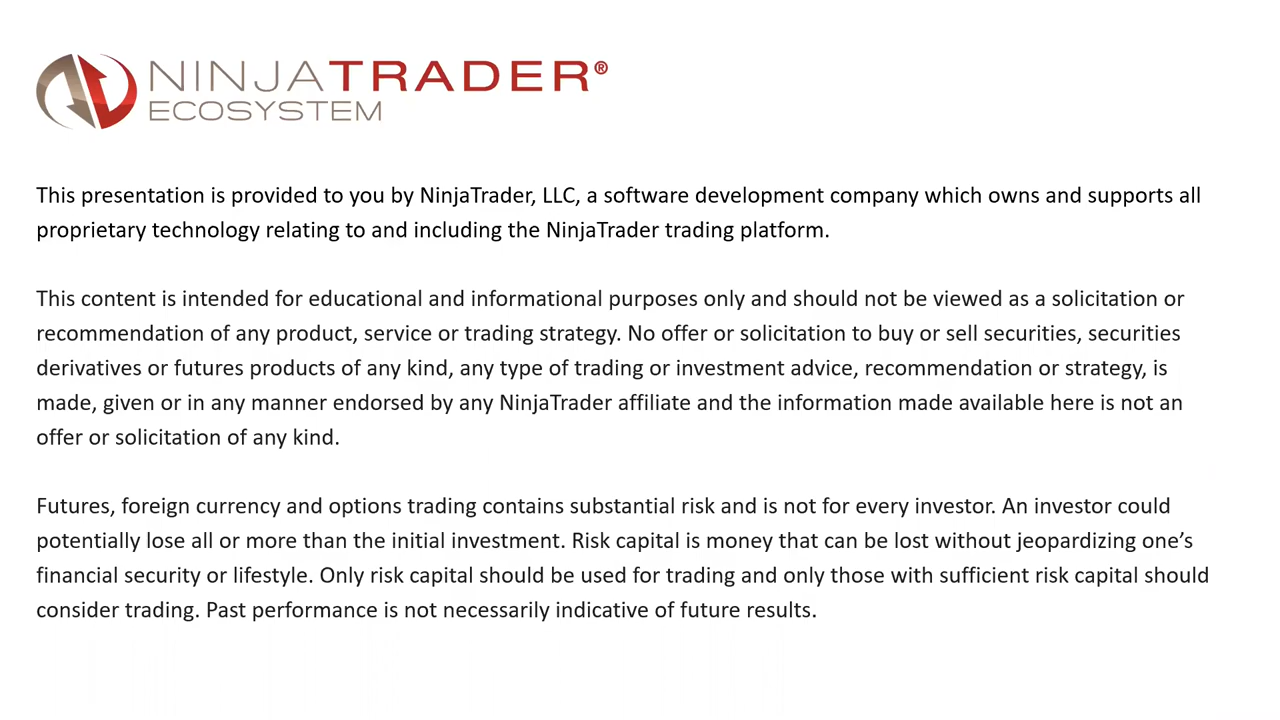 NINJATRADER®
ECOSYSTEM
This presentation is provided to you by NinjaTrader, LLC, a software development company which owns and supports all
proprietary technology relating to and including the NinjaTrader trading platform.
This content is intended for educational and informational purposes only and should not be viewed as a solicitation or
recommendation of any product, service or trading strategy. No offer or solicitation to buy or sell securities, securities
derivatives or futures products of any kind, any type of trading or investment advice, recommendation or strategy, is
made, given or in any manner endorsed by any NinjaTrader affiliate and the information made available here is not an
offer or solicitation of any kind.
Futures, foreign currency and options trading contains substantial risk and is not for every investor. An investor could
potentially lose all or more than the initial investment. Risk capital is money that can be lost without jeopardizing one’s
financial security or lifestyle. Only risk capital should be used for trading and only those with sufficient risk capital should
consider trading. Past performance is not necessarily indicative of future results.